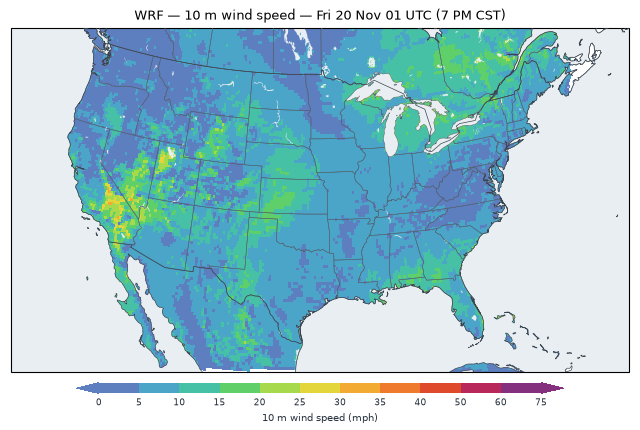 WRF — 10 m wind speed — Fri 20 Nov 01 UTC (7 PM CST)
0 5 10 15 20 25 30 35 40 50 60 75
10 m wind speed (mph)